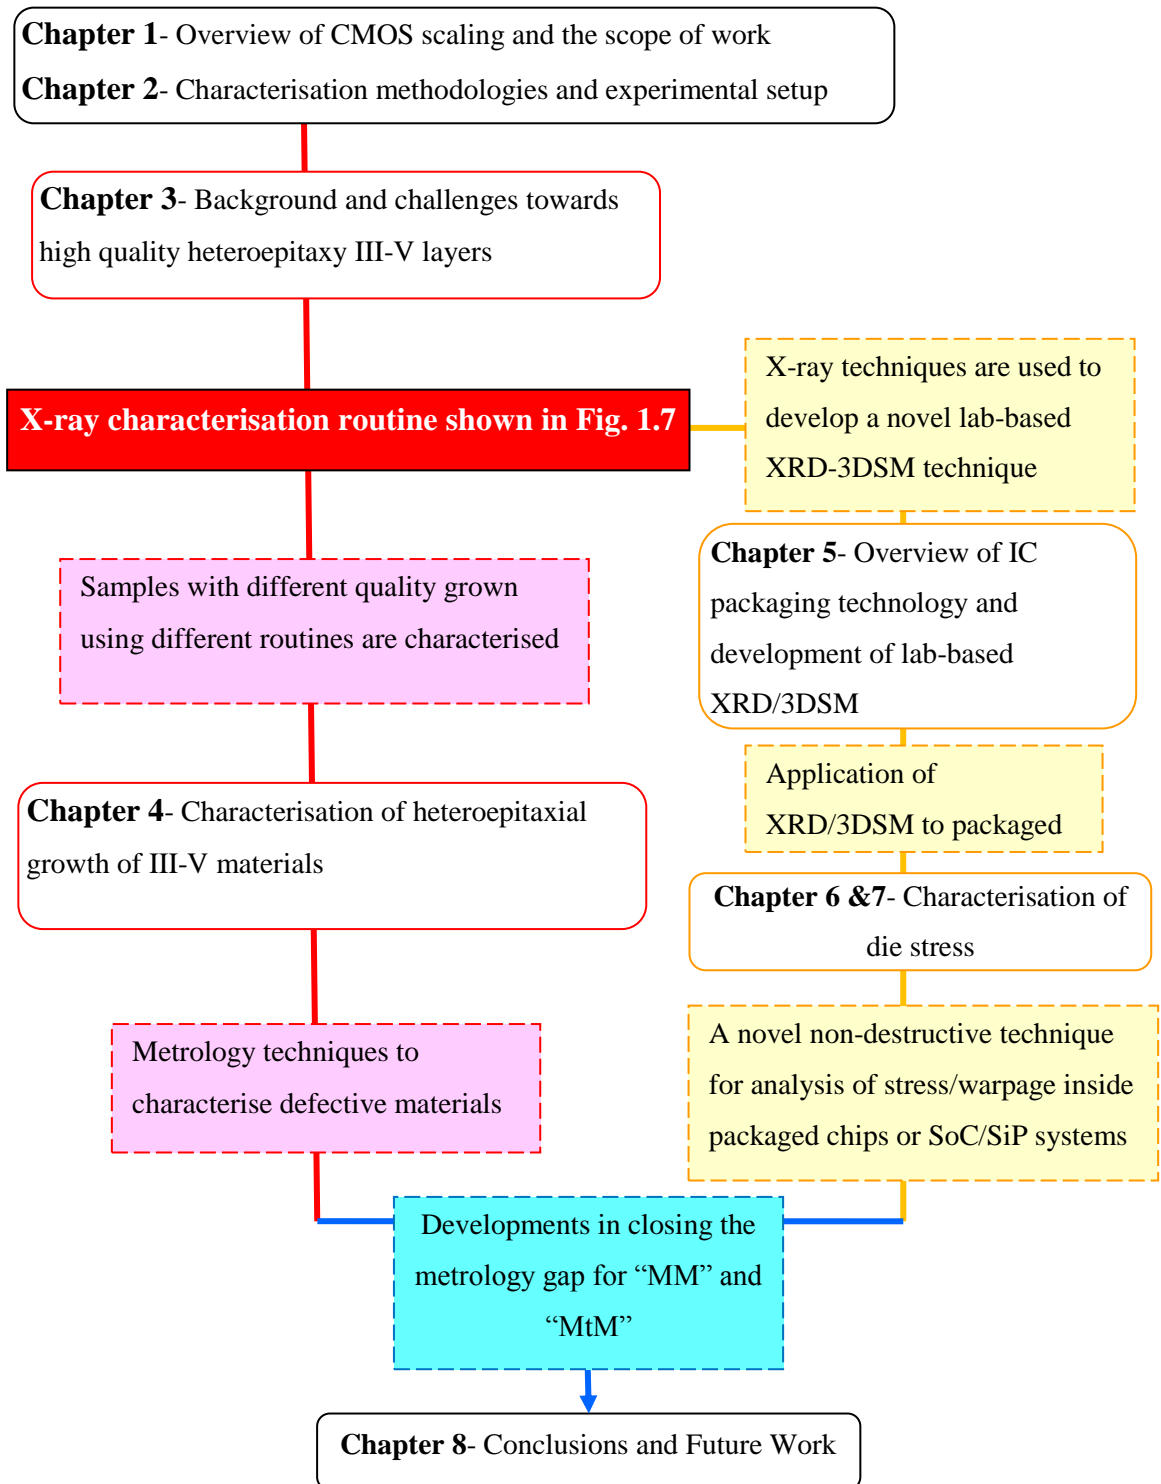 Chapter 1- Overview of CMOS scaling and the scope of work
Chapter 2- Characterisation methodologies and experimental setup
Chapter 3- Background and challenges towards
high quality heteroepitaxy III-V layers
X-ray characterisation routine shown in Fig. 1.7
X-ray techniques are used to
develop a novel lab-based
XRD-3DSM technique
Samples with different quality grown
using different routines are characterised
Chapter 5- Overview of IC
packaging technology and
development of lab-based
XRD/3DSM
Application of
XRD/3DSM to packaged
Chapter 4- Characterisation of heteroepitaxial
growth of III-V materials
Chapter 6 &7- Characterisation of
die stress
Metrology techniques to
characterise defective materials
A novel non-destructive technique
for analysis of stress/warpage inside
packaged chips or SoC/SiP systems
Developments in closing the
metrology gap for “MM” and
“MtM”
Chapter 8- Conclusions and Future Work